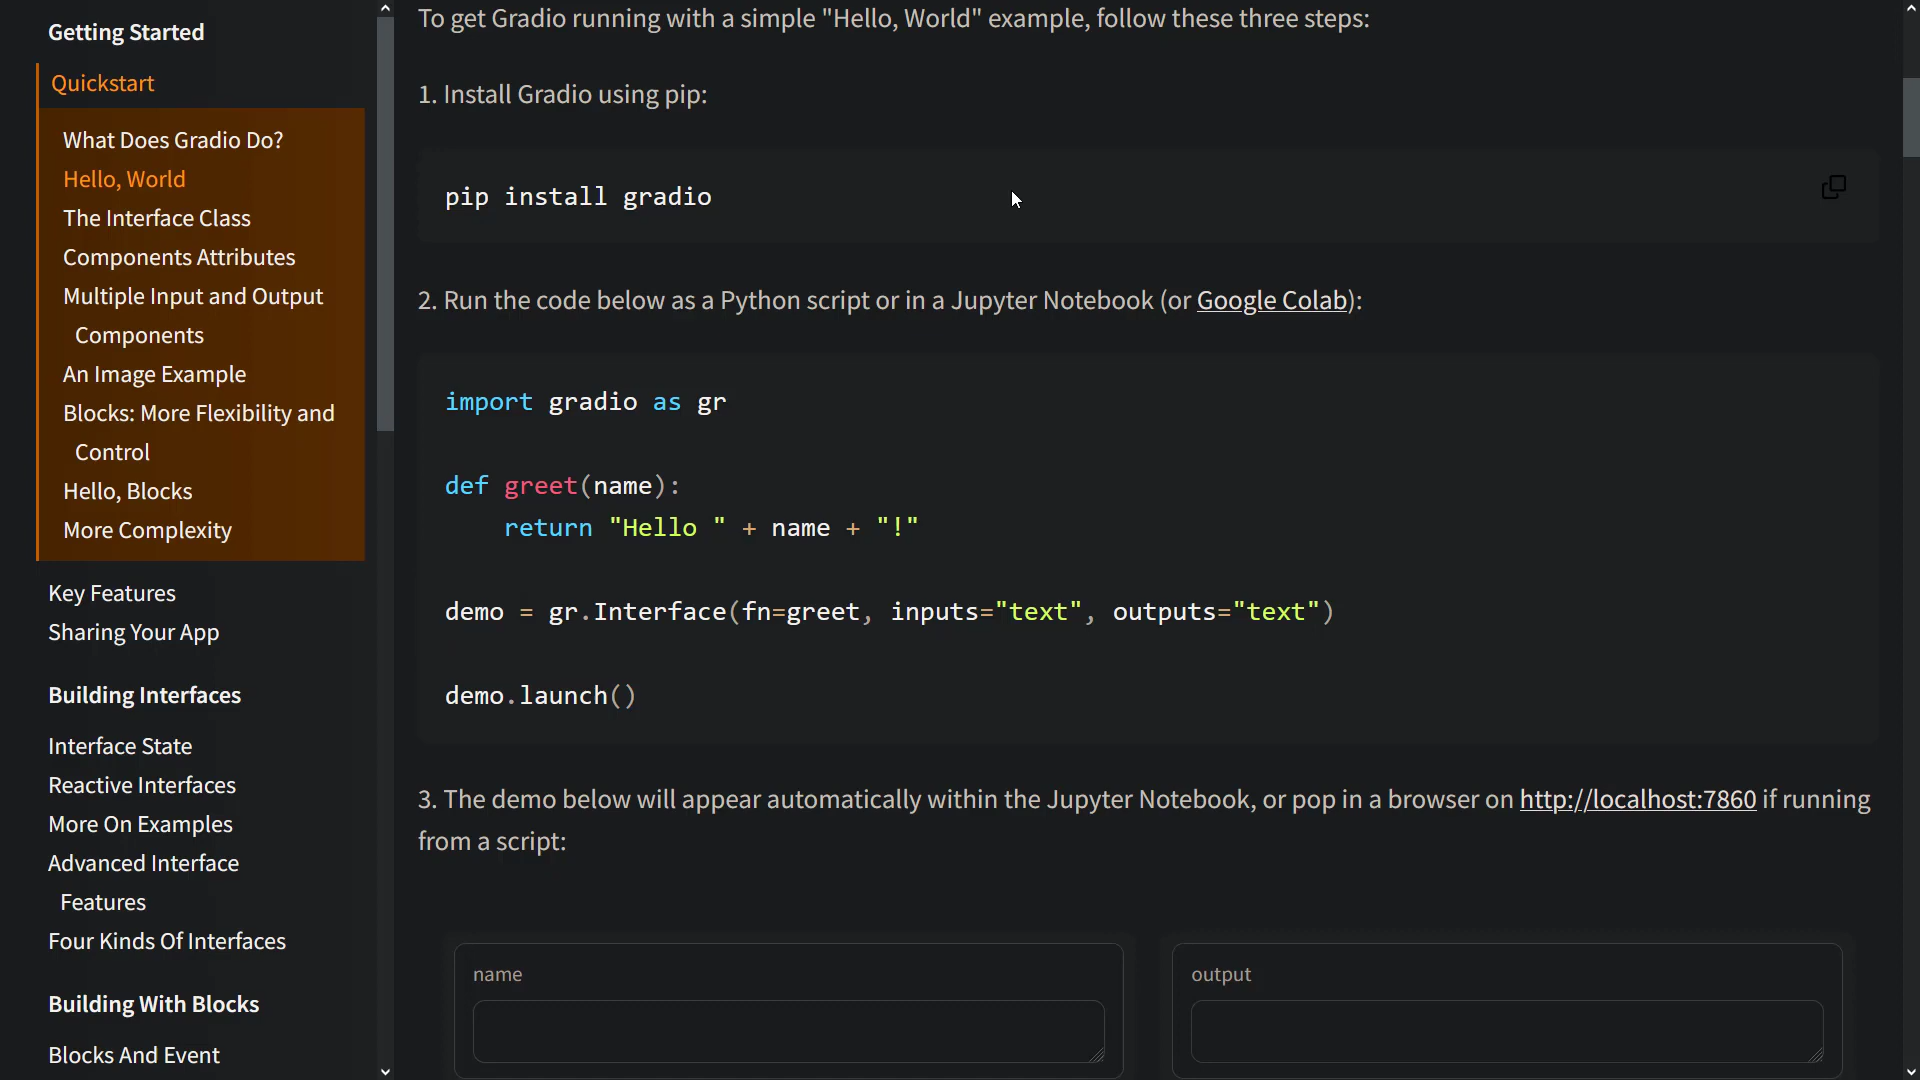 Getting Started
Quickstart
What Does Gradio Do?
Hello, World
The Interface Class
Components Attributes
Multiple Input and Output
Components
An Image Example
Blocks: More Flexibility and
Control
Hello, Blocks
More Complexity
Key Features
Sharing Your App
Building Interfaces
Interface State
Reactive Interfaces
More On Examples
Advanced Interface
Features
Four Kinds Of Interfaces
Building With Blocks
Blocks And Event
To get Gradio running with a simple "Hello, World" example, follow these three steps:
1. Install Gradio using pip:
pip install gradio
2. Run the code below as a Python script or in a Jupyter Notebook (or Google Colab):
import gradio as gr
def greet(name):
    return "Hello " + name + "!"
demo = gr.Interface(fn=greet, inputs="text", outputs="text")
demo.launch()
3. The demo below will appear automatically within the Jupyter Notebook, or pop in a browser on http://localhost:7860 if running
from a script:
name
output